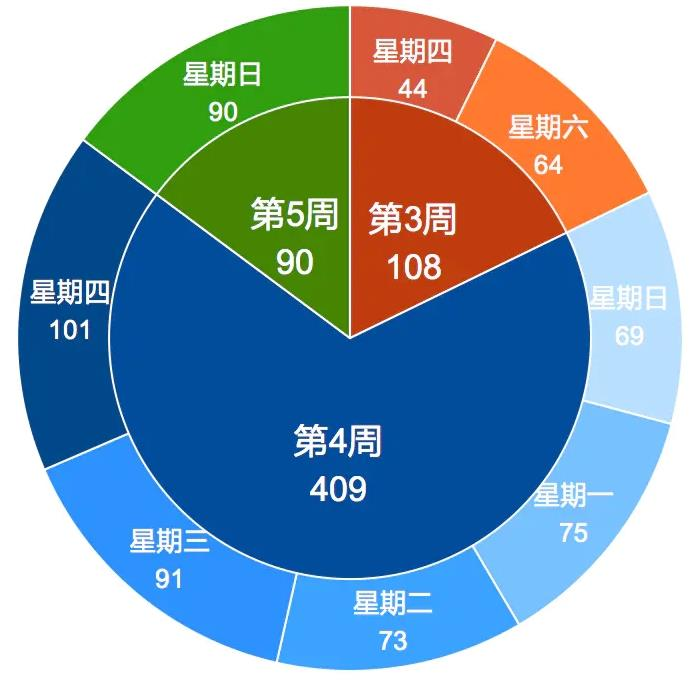 星期日
90
星期四
44
星期六
64
第5周
90
第3周
108
星期四
101
星期日
69
第4周
409
星期一
75
星期三
91
星期二
73